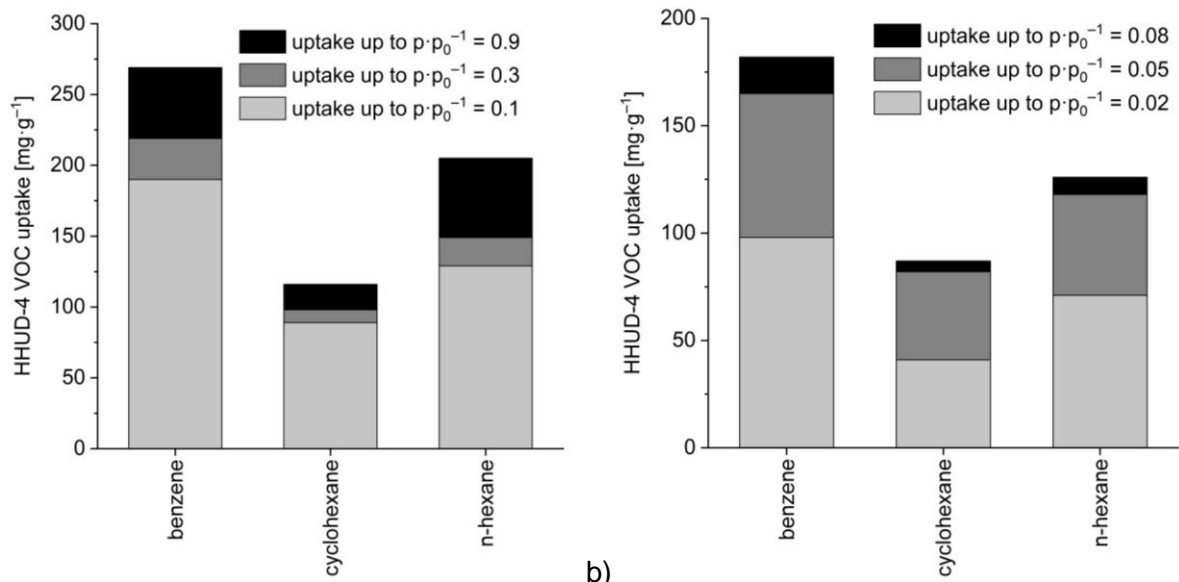 300
250
200
150
100
50
0
HHUD-4 VOC uptake [mg·g⁻¹]
uptake up to p·p₀⁻¹ = 0.9
uptake up to p·p₀⁻¹ = 0.3
uptake up to p·p₀⁻¹ = 0.1
benzene
cyclohexane
n-hexane
b)
200
150
100
50
0
HHUD-4 VOC uptake [mg·g⁻¹]
uptake up to p·p₀⁻¹ = 0.08
uptake up to p·p₀⁻¹ = 0.05
uptake up to p·p₀⁻¹ = 0.02
benzene
cyclohexane
n-hexane